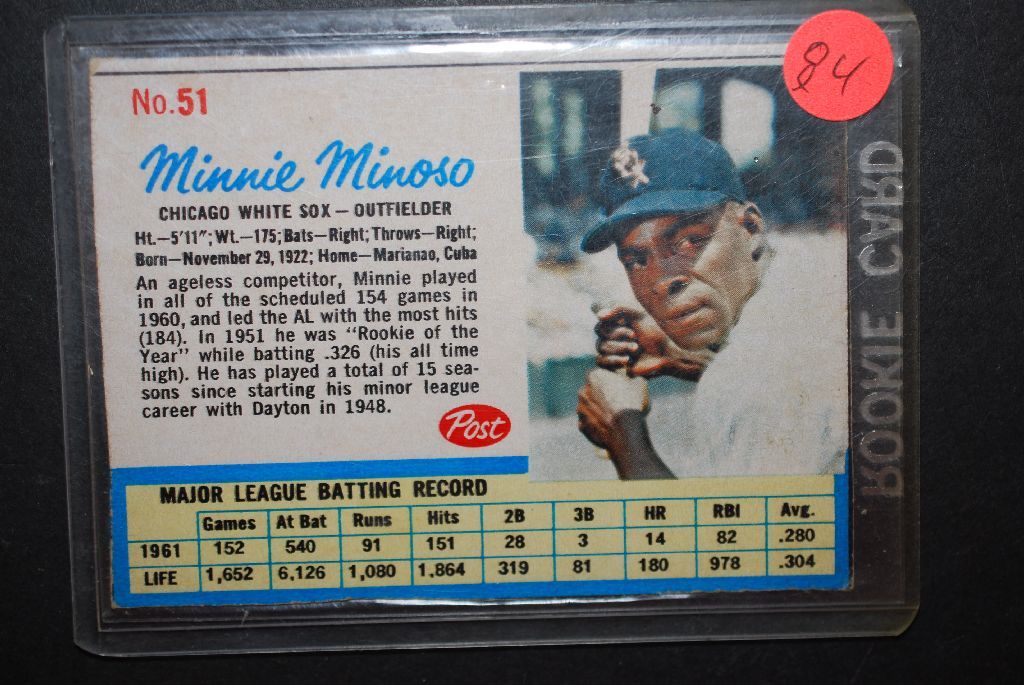 No.51
84
Minnie Minoso
CHICAGO WHITE SOX — OUTFIELDER
Ht.—5'11"; Wt.—175; Bats—Right; Throws—Right;
Born—November 29, 1922; Home—Marianao, Cuba
An ageless competitor, Minnie played
in all of the scheduled 154 games in
1960, and led the AL with the most hits
(184). In 1951 he was "Rookie of the
Year" while batting .326 (his all time
high). He has played a total of 15 sea-
sons since starting his minor league
career with Dayton in 1948.
Post
ROOKIE CARD
MAJOR LEAGUE BATTING RECORD
Games At Bat Runs Hits 2B 3B HR RBI Avg.
1961 152 540 91 151 28 3 14 82 .280
LIFE 1,652 6,126 1,080 1,864 319 81 180 978 .304